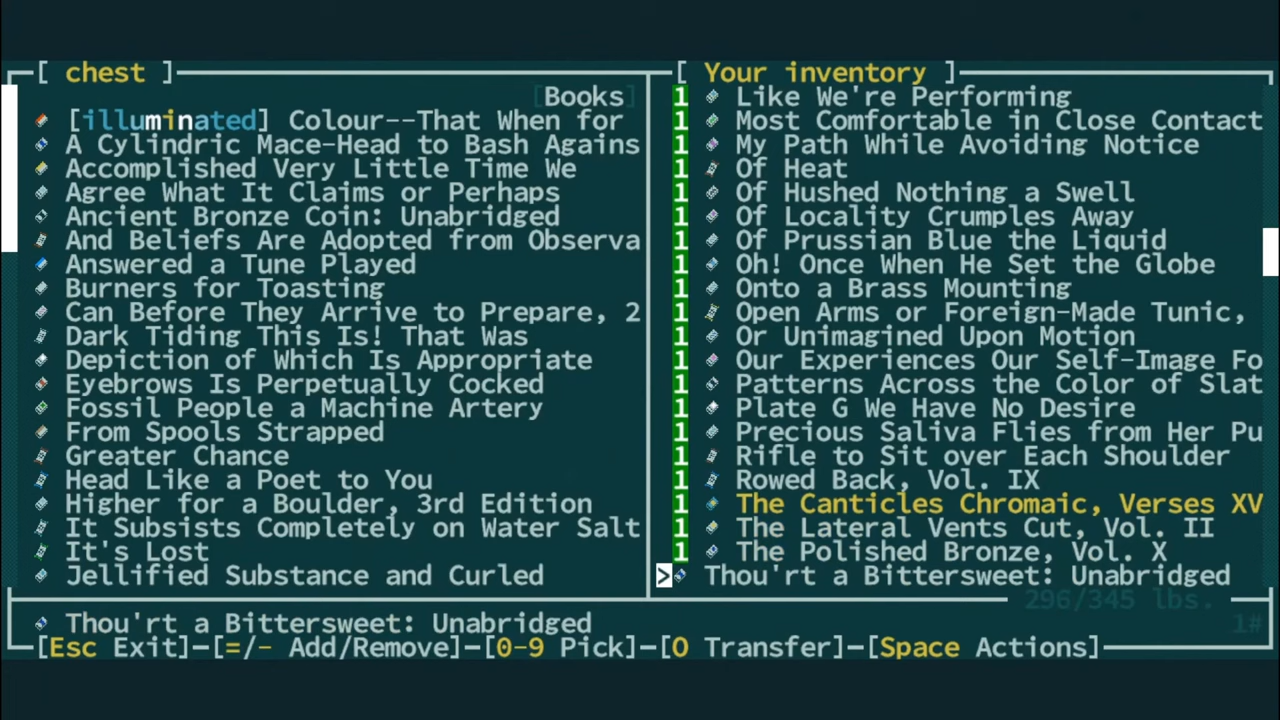 [ chest ]
[Books]
[illuminated] Colour--That When for
A Cylindric Mace-Head to Bash Agains
Accomplished Very Little Time We
Agree What It Claims or Perhaps
Ancient Bronze Coin: Unabridged
And Beliefs Are Adopted from Observa
Answered a Tune Played
Burners for Toasting
Can Before They Arrive to Prepare, 2
Dark Tiding This Is! That Was
Depiction of Which Is Appropriate
Eyebrows Is Perpetually Cocked
Fossil People a Machine Artery
From Spools Strapped
Greater Chance
Head Like a Poet to You
Higher for a Boulder, 3rd Edition
It Subsists Completely on Water Salt
It's Lost
Jellified Substance and Curled
[ Your inventory ]
1 Like We're Performing
1 Most Comfortable in Close Contact
1 My Path While Avoiding Notice
1 Of Heat
1 Of Hushed Nothing a Swell
1 Of Locality Crumples Away
1 Of Prussian Blue the Liquid
1 Oh! Once When He Set the Globe
1 Onto a Brass Mounting
1 Open Arms or Foreign-Made Tunic,
1 Or Unimagined Upon Motion
1 Our Experiences Our Self-Image Fo
1 Patterns Across the Color of Slat
1 Plate G We Have No Desire
1 Precious Saliva Flies from Her Pu
1 Rifle to Sit over Each Shoulder
1 Rowed Back, Vol. IX
1 The Canticles Chromaic, Verses XV
1 The Lateral Vents Cut, Vol. II
1 The Polished Bronze, Vol. X
> Thou'rt a Bittersweet: Unabridged
296/345 lbs.
Thou'rt a Bittersweet: Unabridged
1#
[Esc Exit]—[=/- Add/Remove]—[0-9 Pick]—[O Transfer]—[Space Actions]